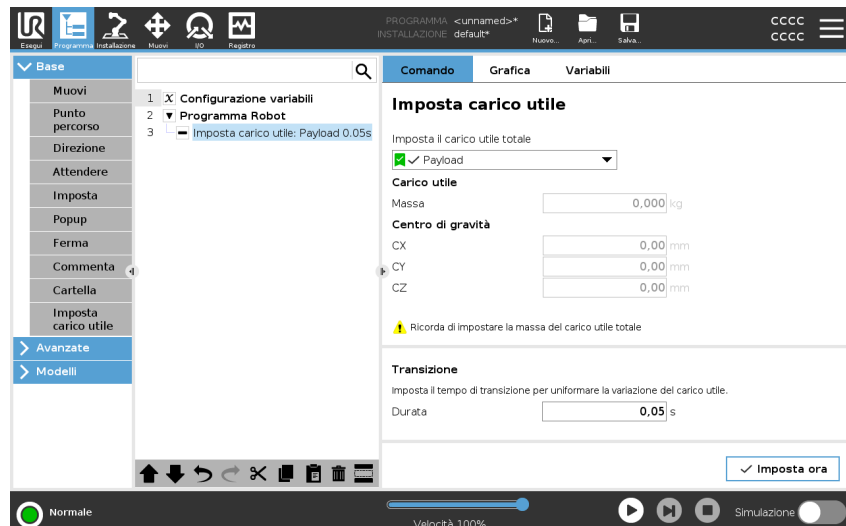 PROGRAMMA <unnamed>*
INSTALLAZIONE default*
CCCC
CCCC
Esegui Programma Installazione Muovi I/O Registro Nuovo... Apri... Salva...
Base
Muovi
Punto
percorso
Direzione
Attendere
Imposta
Popup
Ferma
Commenta
Cartella
Imposta
carico utile
Avanzate
Modelli
1 X Configurazione variabili
2 Programma Robot
3 Imposta carico utile: Payload 0.05s
Comando Grafica Variabili
Imposta carico utile
Imposta il carico utile totale
Payload
Carico utile
Massa 0,000 kg
Centro di gravità
CX 0,00 mm
CY 0,00 mm
CZ 0,00 mm
Ricorda di impostare la massa del carico utile totale
Transizione
Imposta il tempo di transizione per uniformare la variazione del carico utile.
Durata 0,05 s
Imposta ora
Normale
Velocità 100%
Simulazione